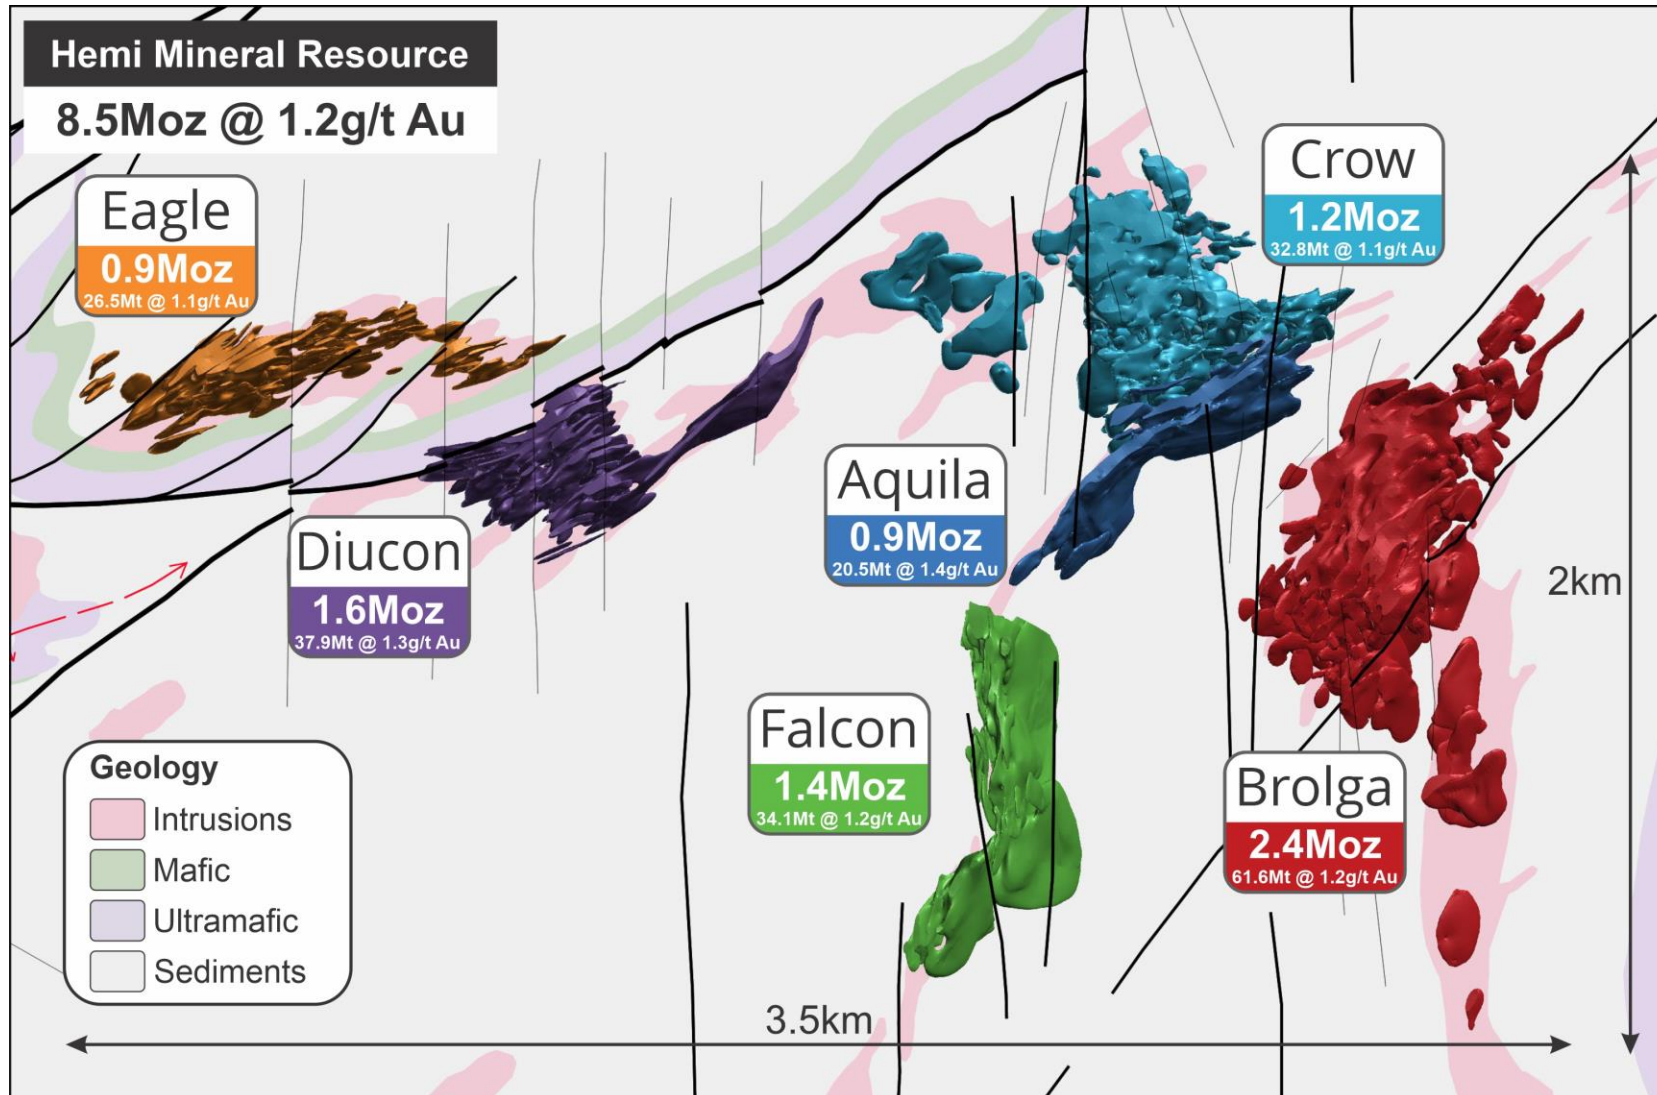 Hemi Mineral Resource
8.5Moz @ 1.2g/t Au
Eagle
0.9Moz
26.5Mt @ 1.1g/t Au
Crow
1.2Moz
32.8Mt @ 1.1g/t Au
Diucon
1.6Moz
37.9Mt @ 1.3g/t Au
Aquila
0.9Moz
20.5Mt @ 1.4g/t Au
2km
Falcon
1.4Moz
34.1Mt @ 1.2g/t Au
Brolga
2.4Moz
61.6Mt @ 1.2g/t Au
Geology
Intrusions
Mafic
Ultramafic
Sediments
3.5km